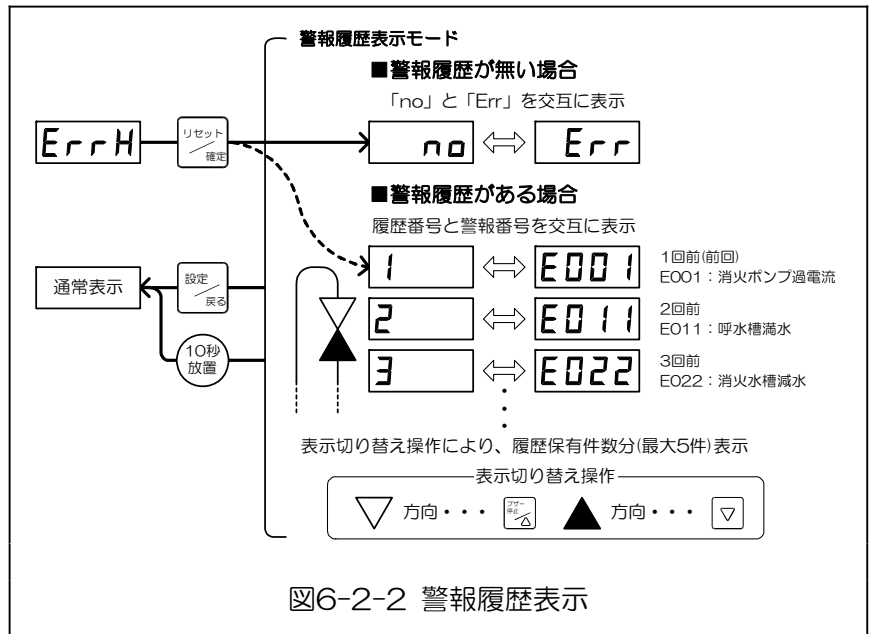 警報履歴表示モード
■警報履歴が無い場合
「no」と「Err」を交互に表示
ErrH
リセット
確定
no
Err
■警報履歴がある場合
履歴番号と警報番号を交互に表示
1
E001
1回前(前回)
E001：消火ポンプ過電流
通常表示
設定
戻る
2
E011
2回前
E011：呼水槽満水
10秒
放置
3
E022
3回前
E022：消火水槽減水
表示切り替え操作により、履歴保有件数分(最大5件)表示
表示切り替え操作
▽ 方向・・・ ブザー
停止
△
▲ 方向・・・ ▽
図6-2-2 警報履歴表示